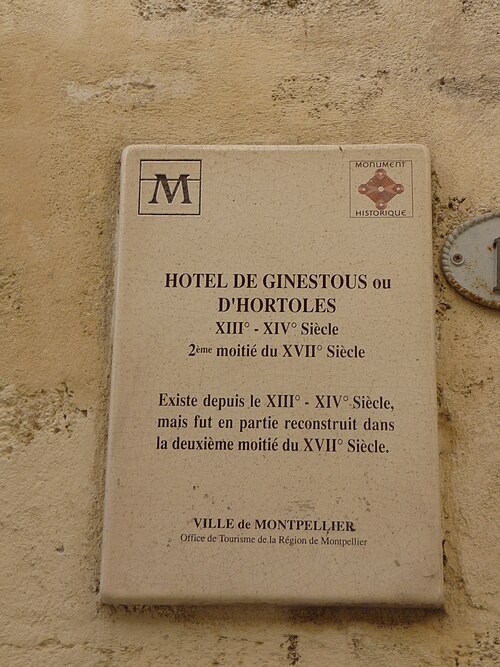 M
MONUMENT
HISTORIQUE
HOTEL DE GINESTOUS ou
D'HORTOLES
XIII° - XIV° Siècle
2ème moitié du XVII° Siècle
Existe depuis le XIII° - XIV° Siècle,
mais fut en partie reconstruit dans
la deuxième moitié du XVII° Siècle.
VILLE de MONTPELLIER
Office de Tourisme de la Région de Montpellier